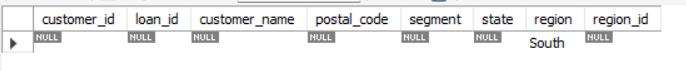 customer_id loan_id customer_name postal_code segment state region region_id
NULL NULL NULL NULL NULL NULL South NULL